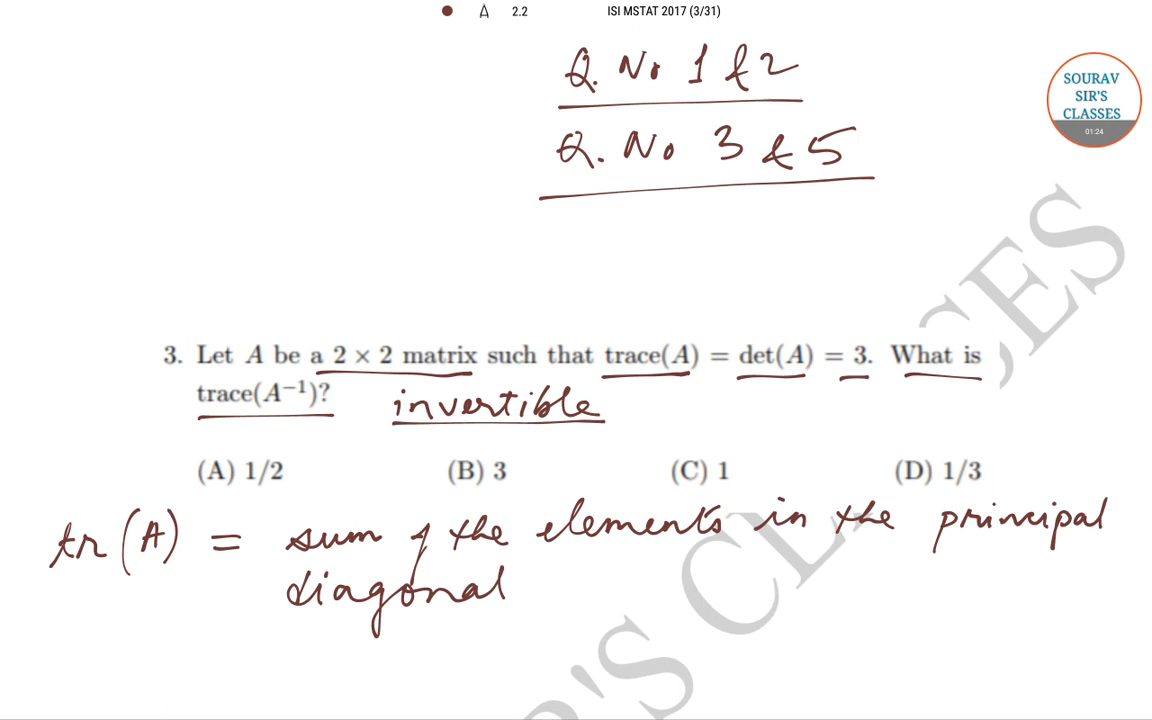 A 2.2 ISI MSTAT 2017 (3/31)
Q. No 1 & 2
SOURAV
SIR'S
CLASSES
01:24
Q. No 3 & 5
3. Let A be a 2 × 2 matrix such that trace(A) = det(A) = 3. What is
trace(A⁻¹)?
invertible
(A) 1/2 (B) 3 (C) 1 (D) 1/3
tr(A) = sum of the elements in the principal
diagonal
R'S CLASSES